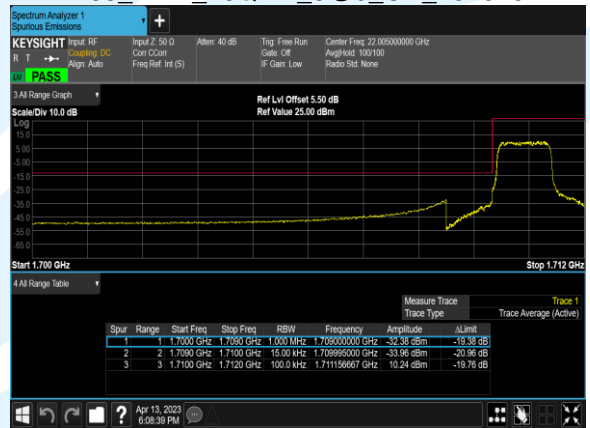 Spectrum Analyzer 1
Spurious Emissions
+
KEYSIGHT Input: RF Input Z: 50 Ω Atten: 40 dB Trig: Free Run Center Freq: 22.005000000 GHz
R T Coupling: DC Corr CCorr Gate: Off Avg|Hold: 100/100
Align: Auto Freq Ref: Int (S) IF Gain: Low Radio Std: None
PASS
3 All Range Graph
Ref Lvl Offset 5.50 dB
Scale/Div 10.0 dB Ref Value 25.00 dBm
Log
15.0
5.00
-5.00
-15.0
-25.0
-35.0
-45.0
-55.0
-65.0
Start 1.700 GHz Stop 1.712 GHz
4 All Range Table
Measure Trace Trace 1
Trace Type Trace Average (Active)
Spur Range Start Freq Stop Freq RBW Frequency Amplitude ΔLimit
1 1 1.7000 GHz 1.7090 GHz 1.000 MHz 1.709000000 GHz -32.38 dBm -19.38 dB
2 2 1.7090 GHz 1.7100 GHz 15.00 kHz 1.709995000 GHz -33.96 dBm -20.96 dB
3 3 1.7100 GHz 1.7120 GHz 100.0 kHz 1.711156667 GHz 10.24 dBm -19.76 dB
? Apr 13, 2023
6:08:39 PM